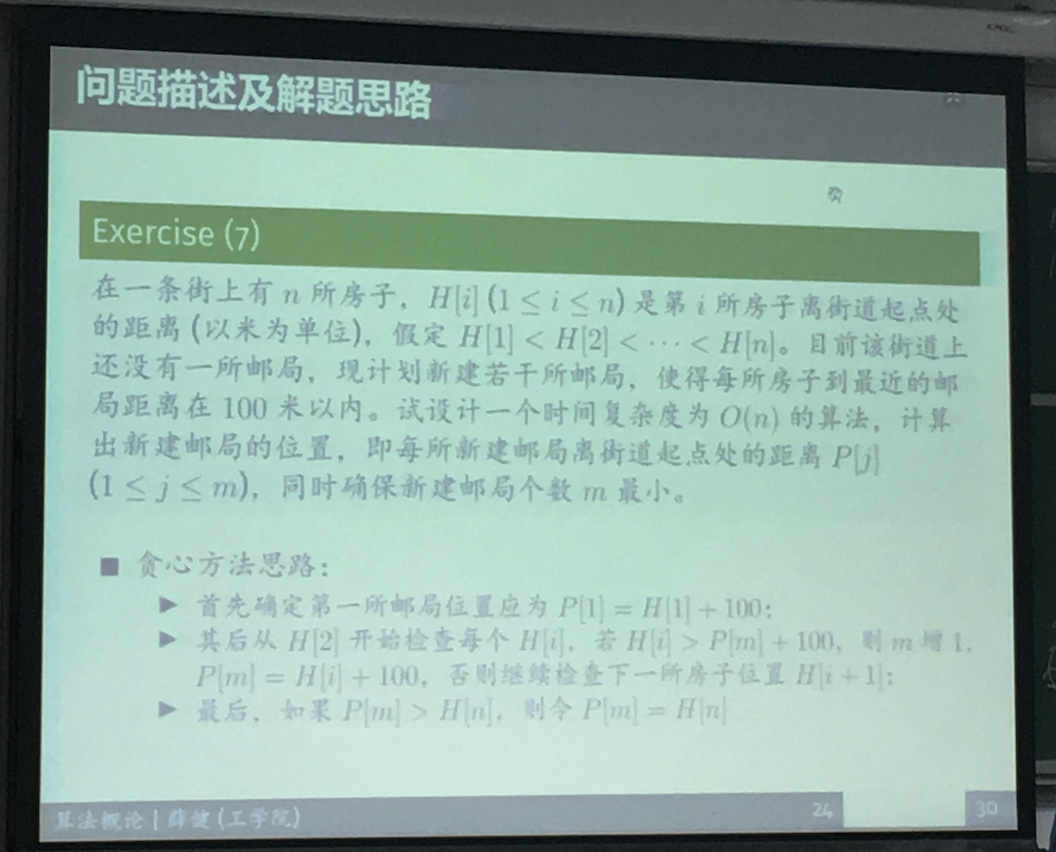 问题描述及解题思路
Exercise (7)
在一条街上有 n 所房子，H[i] (1 ≤ i ≤ n) 是第 i 所房子离街道起点处
的距离 (以米为单位)，假定 H[1] < H[2] < ⋯ < H[n]。目前该街道上
还没有一所邮局，现计划新建若干所邮局，使得每所房子到最近的邮
局距离在 100 米以内。试设计一个时间复杂度为 O(n) 的算法，计算
出新建邮局的位置，即每所新建邮局离街道起点处的距离 P[j]
(1 ≤ j ≤ m)，同时确保新建邮局个数 m 最小。
■ 贪心方法思路：
▶ 首先确定第一所邮局位置应为 P[1] = H[1] + 100；
▶ 其后从 H[2] 开始检查每个 H[i]，若 H[i] > P[m] + 100，则 m 增 1，
P[m] = H[i] + 100，否则继续检查下一所房子位置 H[i + 1]；
▶ 最后，如果 P[m] > H[n]，则令 P[m] = H[n]
算法概论 | 薛健 (工学院)
24
30